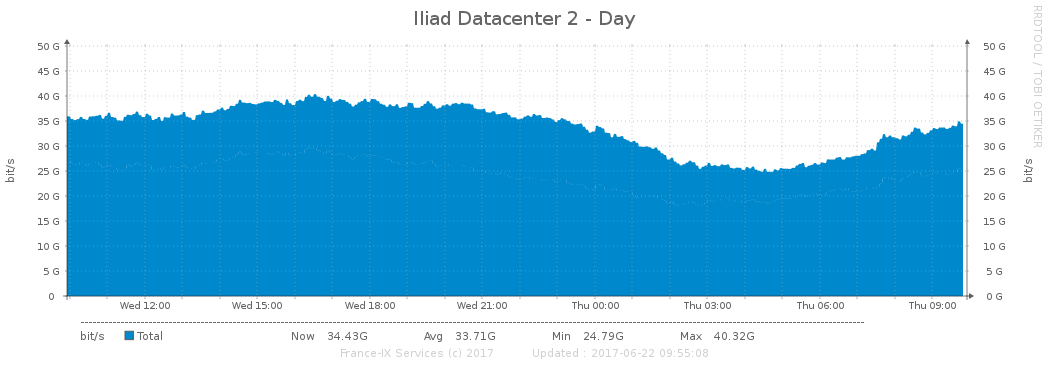 Iliad Datacenter 2 - Day
RRDTOOL / TOBI OETIKER
bit/s
50 G 50 G
45 G 45 G
40 G 40 G
35 G 35 G
30 G 30 G
25 G 25 G
20 G 20 G
15 G 15 G
10 G 10 G
5 G 5 G
0 0 G
bit/s
Wed 12:00 Wed 15:00 Wed 18:00 Wed 21:00 Thu 00:00 Thu 03:00 Thu 06:00 Thu 09:00
bit/s Total Now 34.43G Avg 33.71G Min 24.79G Max 40.32G
France-IX Services (c) 2017 Updated : 2017-06-22 09:55:08